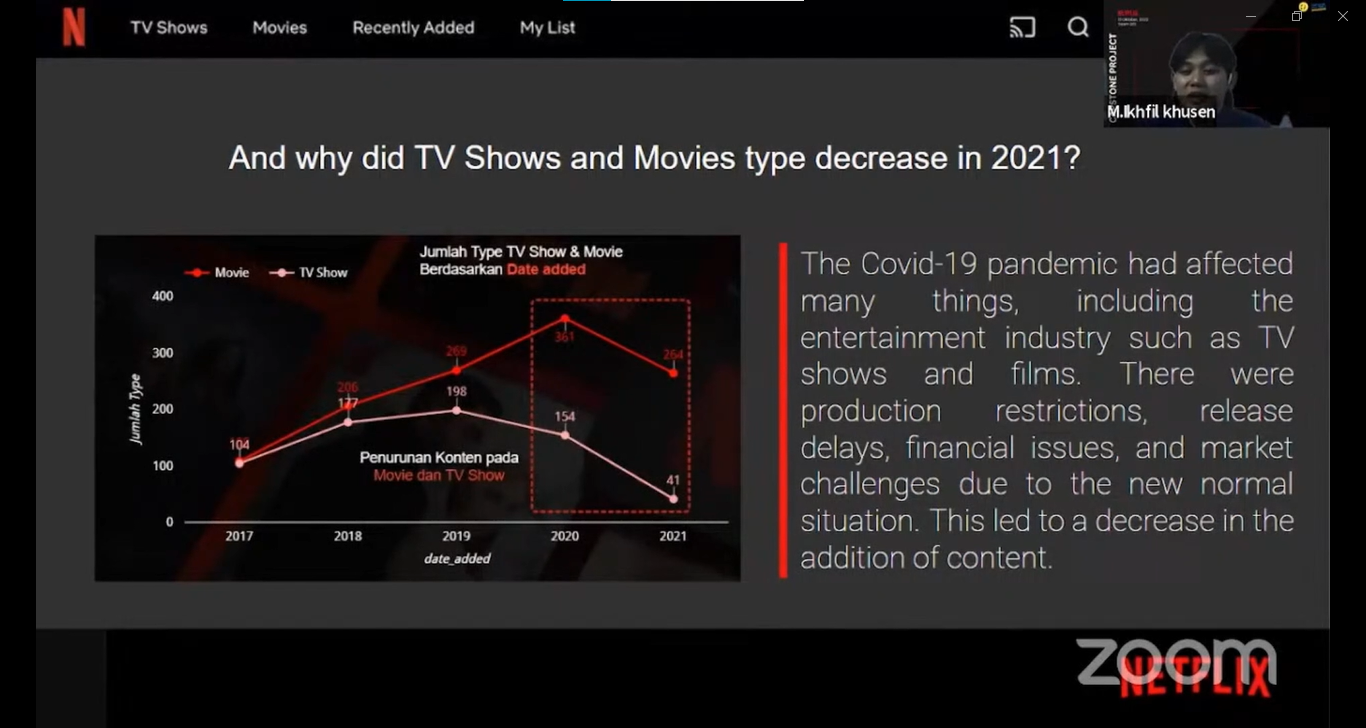 N TV Shows Movies Recently Added My List
NETFLIX
STONE PROJECT
M.Ikhfil khusen
And why did TV Shows and Movies type decrease in 2021?
Jumlah Type TV Show & Movie
Berdasarkan Date added
Movie TV Show
400
300
200
100
0
Jumlah Type
104
206
177
269
198
361
154
264
41
Penurunan Konten pada
Movie dan TV Show
2017 2018 2019 2020 2021
date_added
The Covid-19 pandemic had affected
many things, including the
entertainment industry such as TV
shows and films. There were
production restrictions, release
delays, financial issues, and market
challenges due to the new normal
situation. This led to a decrease in the
addition of content.
zoom
NETFLIX